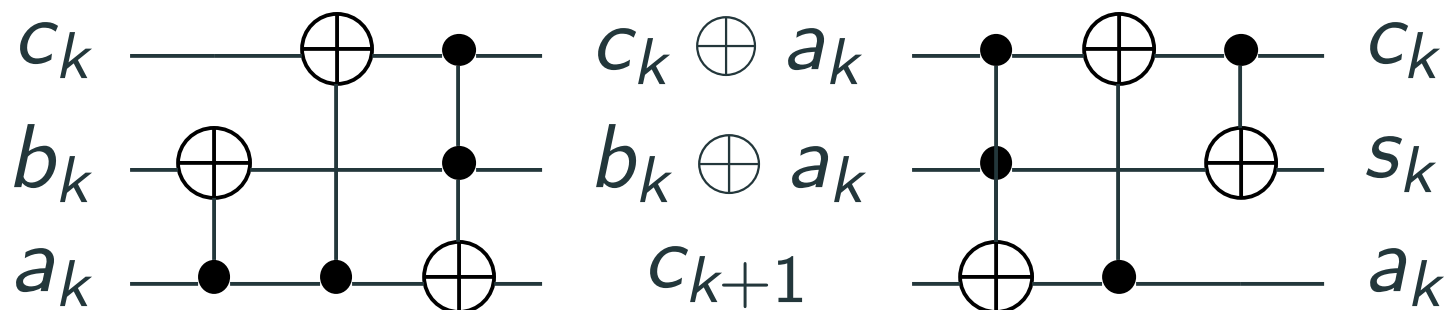 c_k c_k ⊕ a_k c_k
b_k b_k ⊕ a_k s_k
a_k c_{k+1} a_k